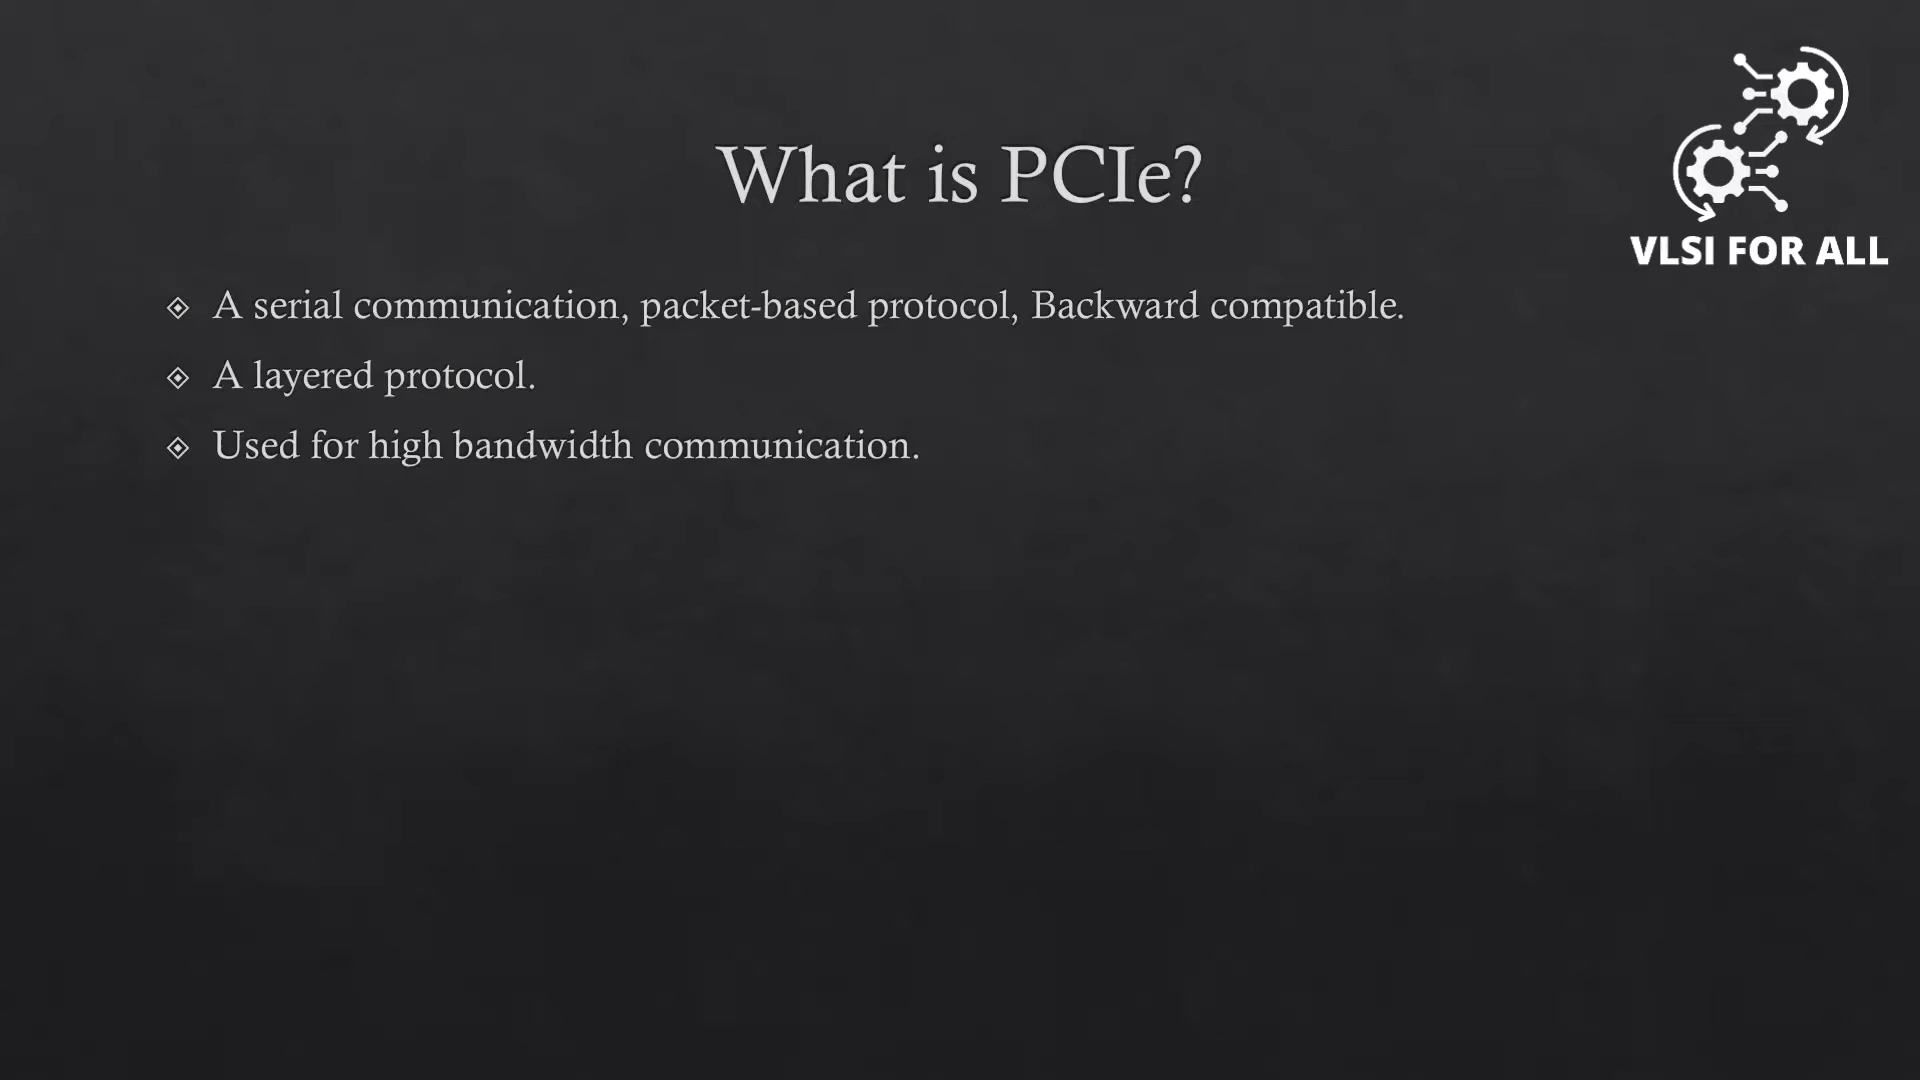 What is PCIe?
VLSI FOR ALL
A serial communication, packet-based protocol, Backward compatible.
A layered protocol.
Used for high bandwidth communication.